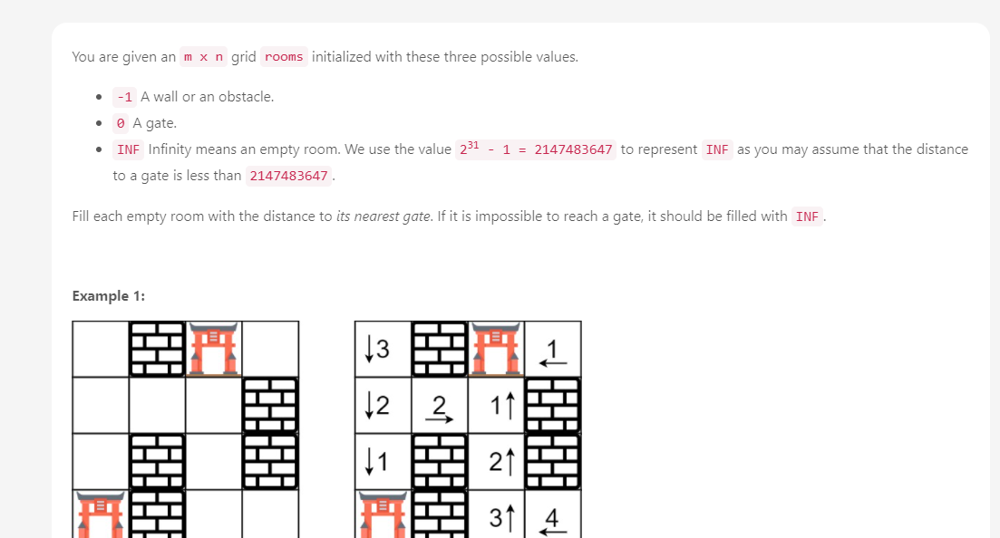 You are given an m x n grid rooms initialized with these three possible values.
-1 A wall or an obstacle.
0 A gate.
INF Infinity means an empty room. We use the value 2³¹ - 1 = 2147483647 to represent INF as you may assume that the distance
to a gate is less than 2147483647 .
Fill each empty room with the distance to its nearest gate. If it is impossible to reach a gate, it should be filled with INF .
Example 1:
↓3 1←
↓2 2→ 1↑
↓1 2↑
3↑ 4←